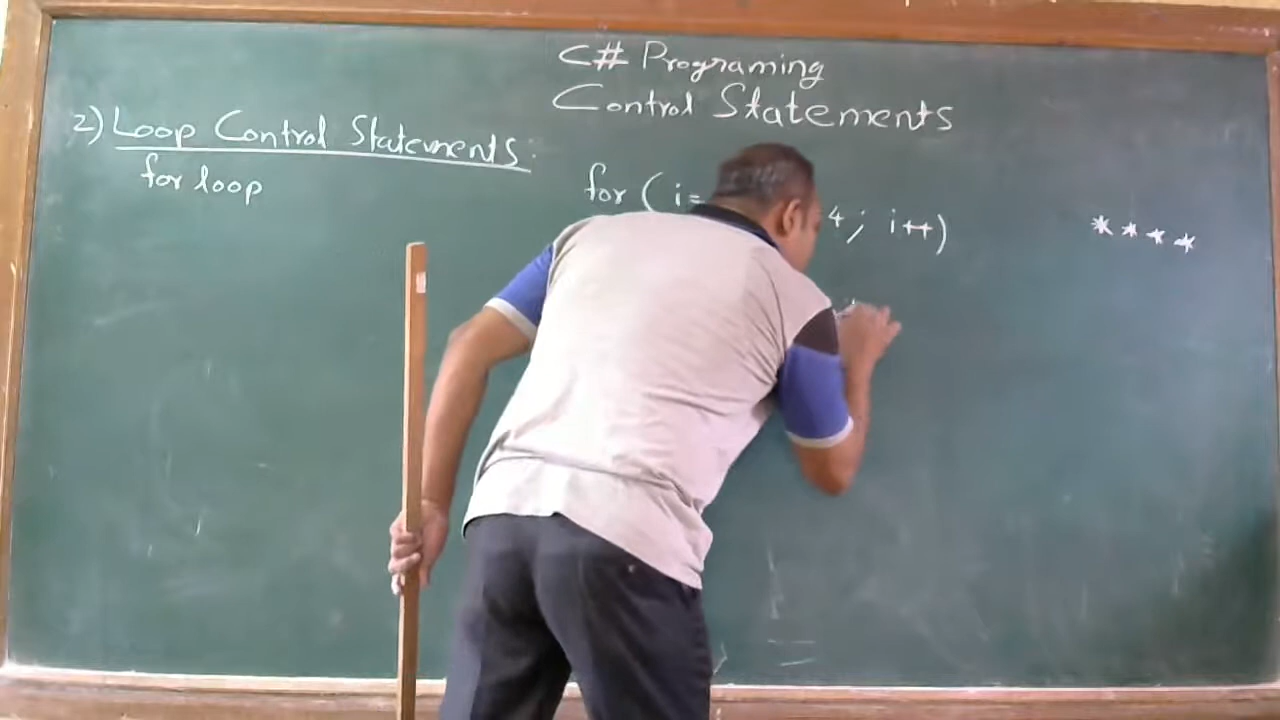 C# Programing
Control Statements
2) Loop Control Statements:
for loop
for ( i= 4; i++)
* * * *